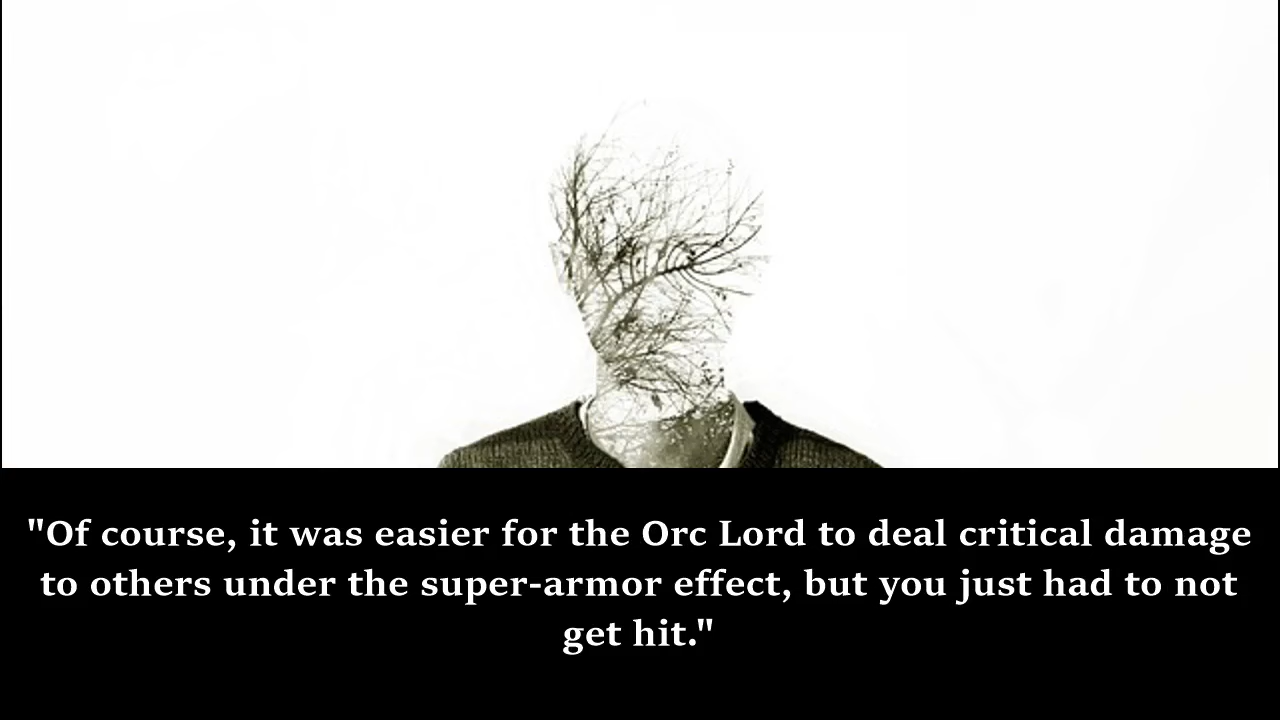 "Of course, it was easier for the Orc Lord to deal critical damage
to others under the super-armor effect, but you just had to not
get hit."